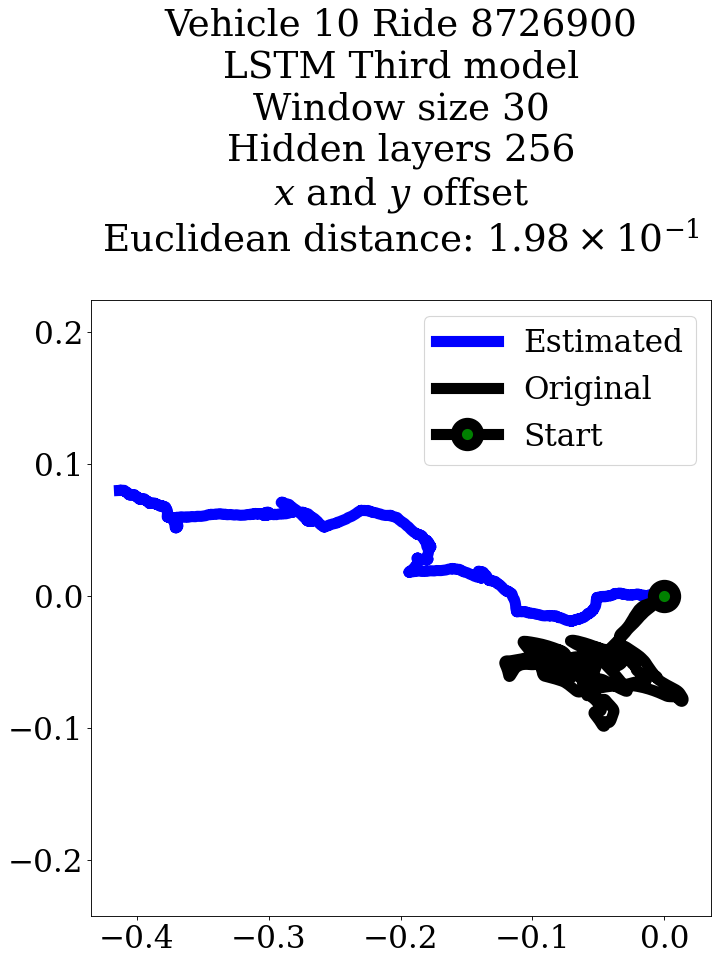 Vehicle 10 Ride 8726900
LSTM Third model
Window size 30
Hidden layers 256
x and y offset
Euclidean distance: 1.98 × 10⁻¹
Estimated
Original
Start
0.2
0.1
0.0
−0.1
−0.2
−0.4 −0.3 −0.2 −0.1 0.0